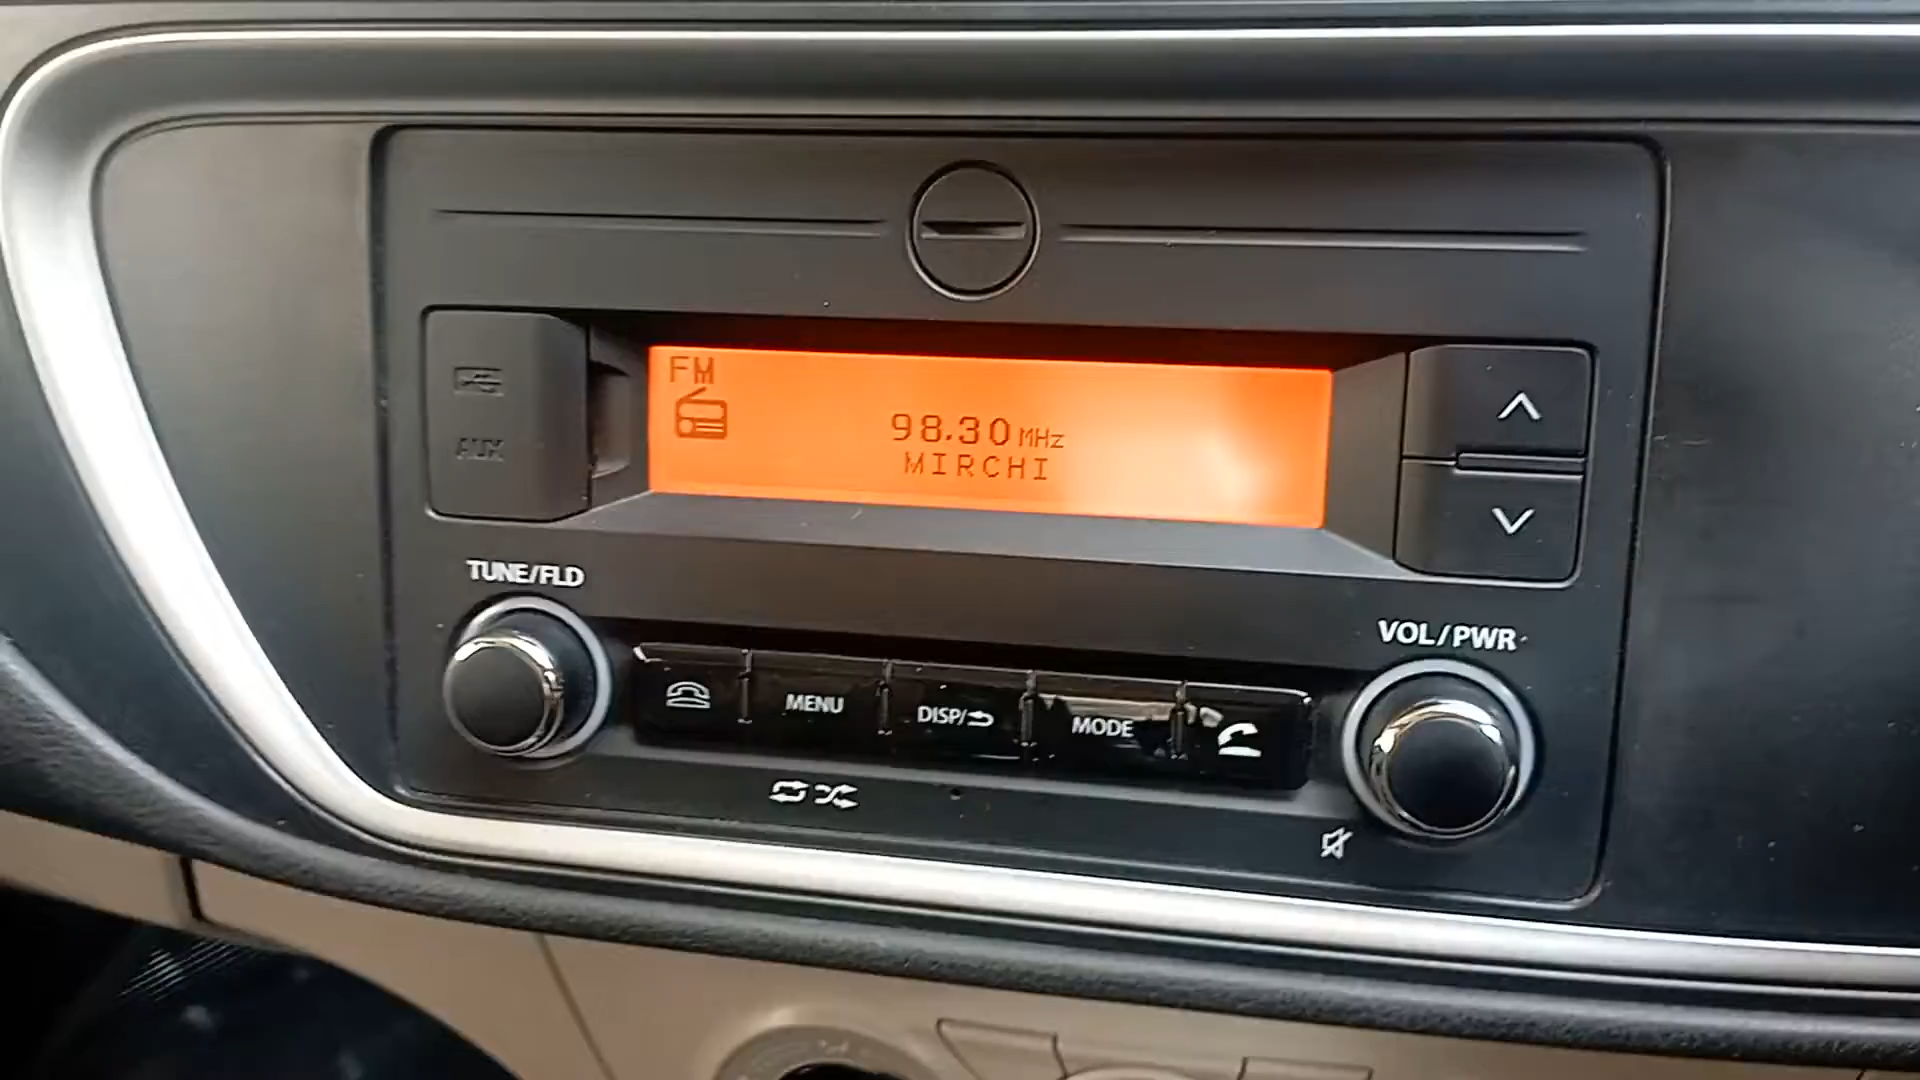 FM
98.30 MHz
MIRCHI
AUX
TUNE/FLD
VOL/PWR
MENU
DISP/
MODE